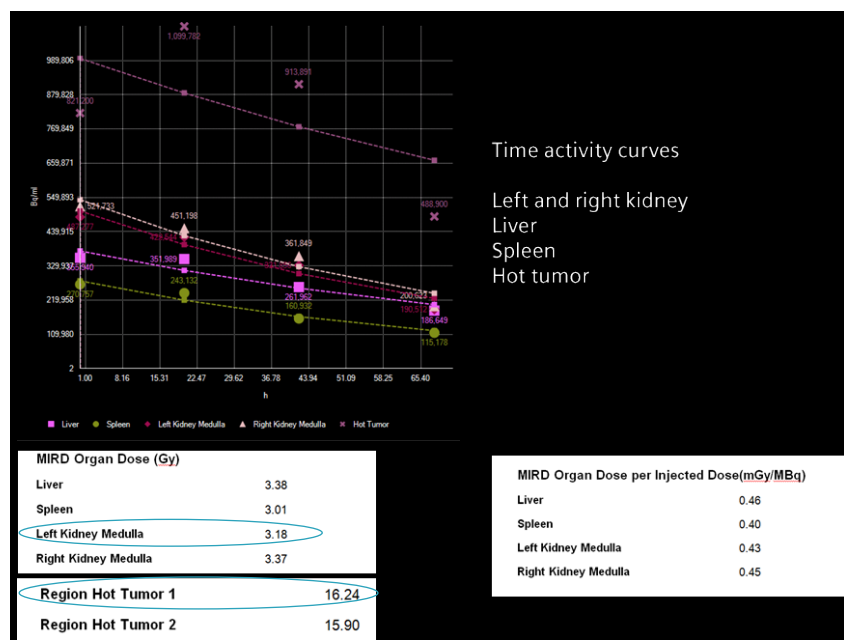 1,099,782
989,806
913,891
879,828
821,200
769,849
659,871
549,893
521,733
488,900
451,198
439,915
361,849
351,989
329,937
261,962
243,132
219,958
200,623
186,649
160,932
115,178
109,980
2
Bq/ml
1.00 8.16 15.31 22.47 29.62 36.78 43.94 51.09 58.25 65.40
h
Liver Spleen Left Kidney Medulla Right Kidney Medulla Hot Tumor
Time activity curves
Left and right kidney
Liver
Spleen
Hot tumor
MIRD Organ Dose (Gy)
Liver 3.38
Spleen 3.01
Left Kidney Medulla 3.18
Right Kidney Medulla 3.37
Region Hot Tumor 1 16.24
Region Hot Tumor 2 15.90
MIRD Organ Dose per Injected Dose(mGy/MBq)
Liver 0.46
Spleen 0.40
Left Kidney Medulla 0.43
Right Kidney Medulla 0.45